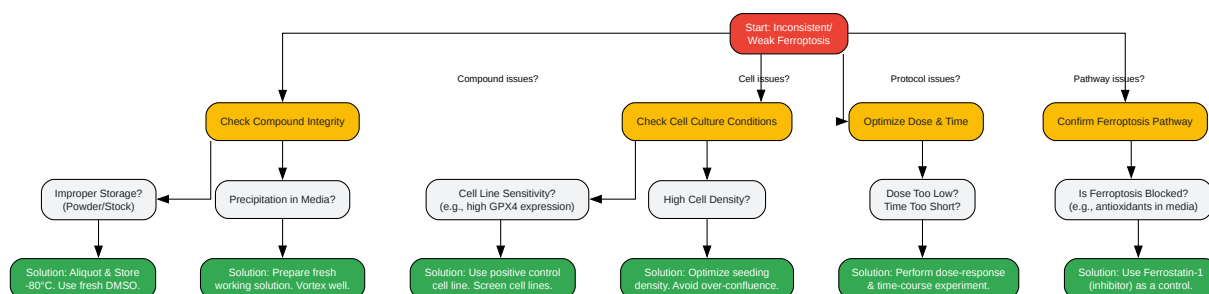 Start: Inconsistent/
Weak Ferroptosis
Compound issues?
Cell issues?
Protocol issues?
Pathway issues?
Check Compound Integrity
Check Cell Culture Conditions
Optimize Dose & Time
Confirm Ferroptosis Pathway
Improper Storage?
(Powder/Stock)
Precipitation in Media?
Cell Line Sensitivity?
(e.g., high GPX4 expression)
High Cell Density?
Dose Too Low?
Time Too Short?
Is Ferroptosis Blocked?
(e.g., antioxidants in media)
Solution: Aliquot & Store
-80°C. Use fresh DMSO.
Solution: Prepare fresh
working solution. Vortex well.
Solution: Use positive control
cell line. Screen cell lines.
Solution: Optimize seeding
density. Avoid over-confluence.
Solution: Perform dose-response
& time-course experiment.
Solution: Use Ferrostatin-1
(inhibitor) as a control.